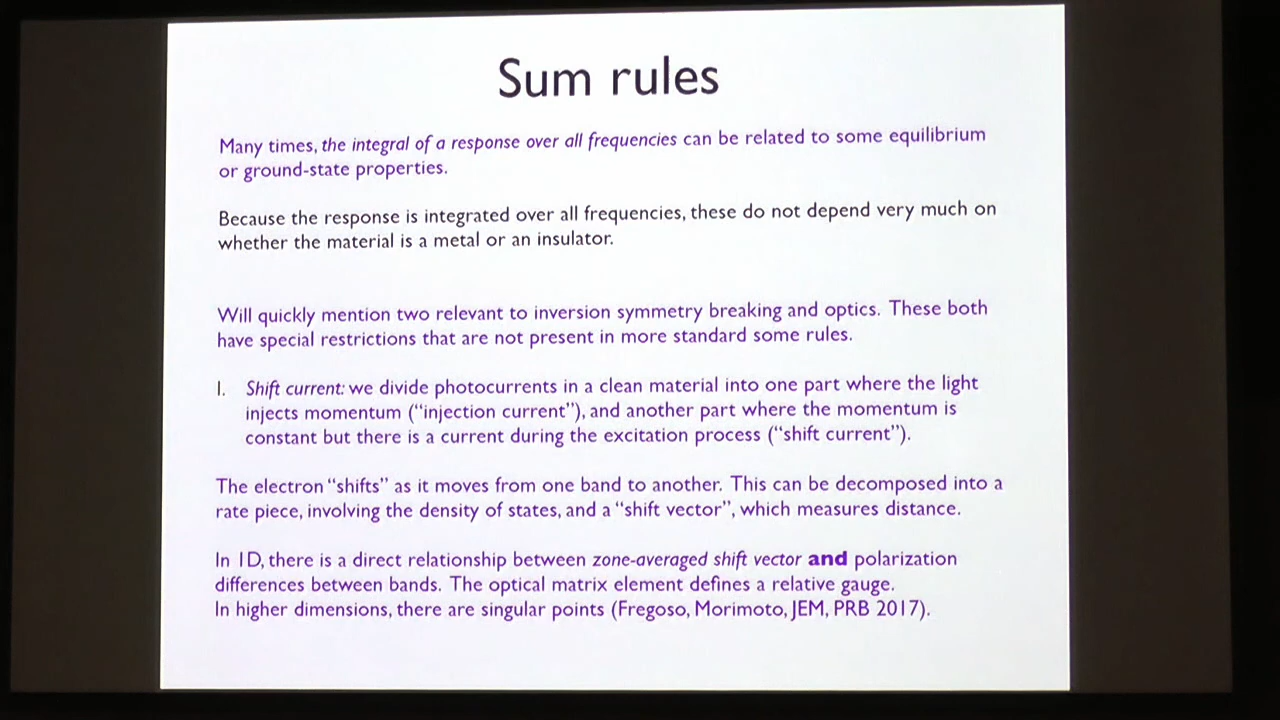 Sum rules
Many times, the integral of a response over all frequencies can be related to some equilibrium
or ground-state properties.
Because the response is integrated over all frequencies, these do not depend very much on
whether the material is a metal or an insulator.
Will quickly mention two relevant to inversion symmetry breaking and optics. These both
have special restrictions that are not present in more standard some rules.
1. Shift current: we divide photocurrents in a clean material into one part where the light
injects momentum (“injection current”), and another part where the momentum is
constant but there is a current during the excitation process (“shift current”).
The electron “shifts” as it moves from one band to another. This can be decomposed into a
rate piece, involving the density of states, and a “shift vector”, which measures distance.
In 1D, there is a direct relationship between zone-averaged shift vector and polarization
differences between bands. The optical matrix element defines a relative gauge.
In higher dimensions, there are singular points (Fregoso, Morimoto, JEM, PRB 2017).